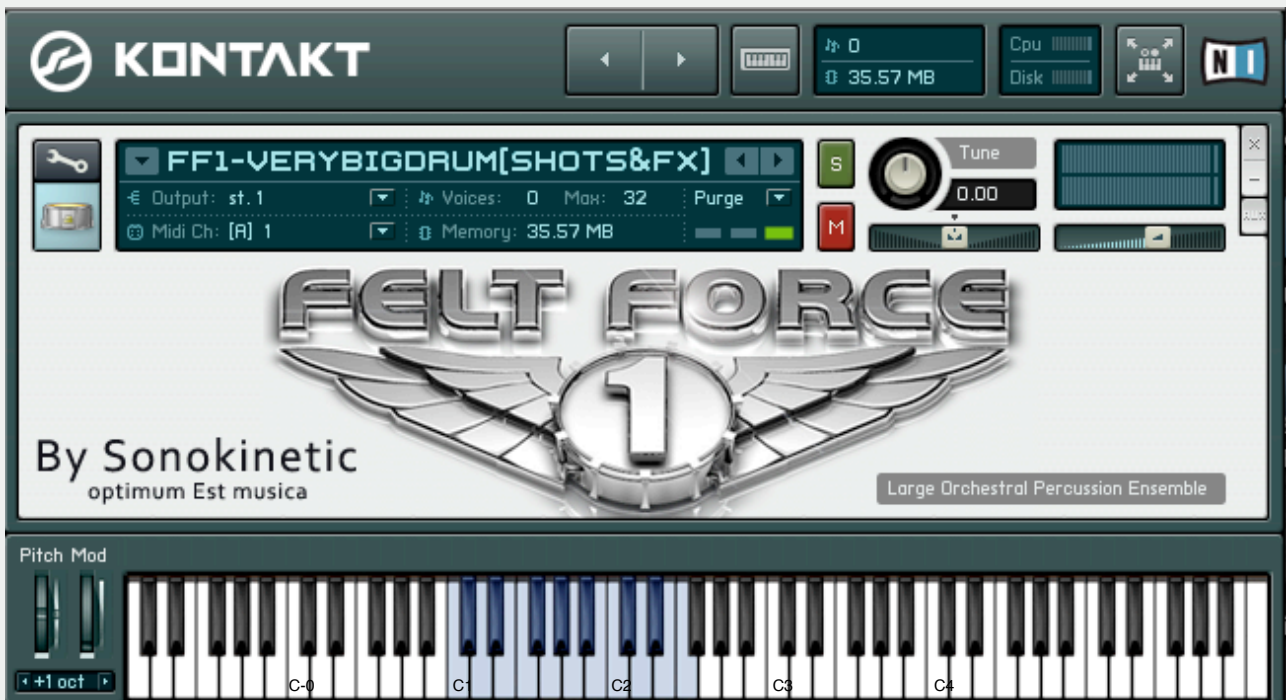 KONTAKT
0
35.57 MB
Cpu
Disk
N I
FF1-VERYBIGDRUM[SHOTS&FX]
Output: st. 1
Voices: 0 Max: 32
Purge
Midi Ch: [A] 1
Memory: 35.57 MB
S
M
Tune
0.00
AUX
FELT FORCE
1
By Sonokinetic
optimum Est musica
Large Orchestral Percussion Ensemble
Pitch Mod
+1 oct
C-0
C1
C2
C3
C4